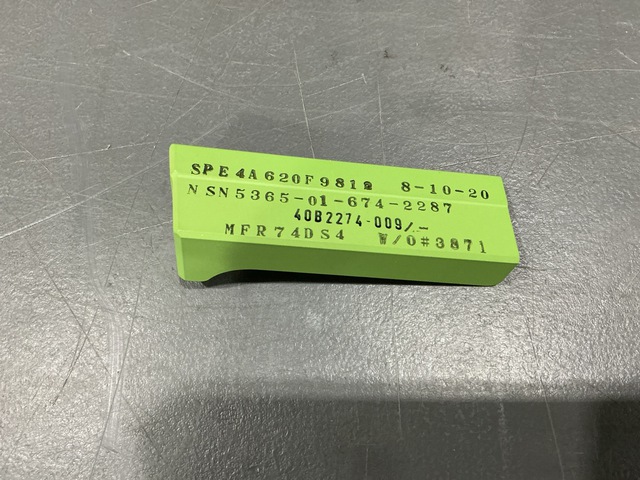 SPE4A620F9812 8-10-20
NSN5365-01-674-2287
40B2274-009/-
MFR74DS4 W/O#3871